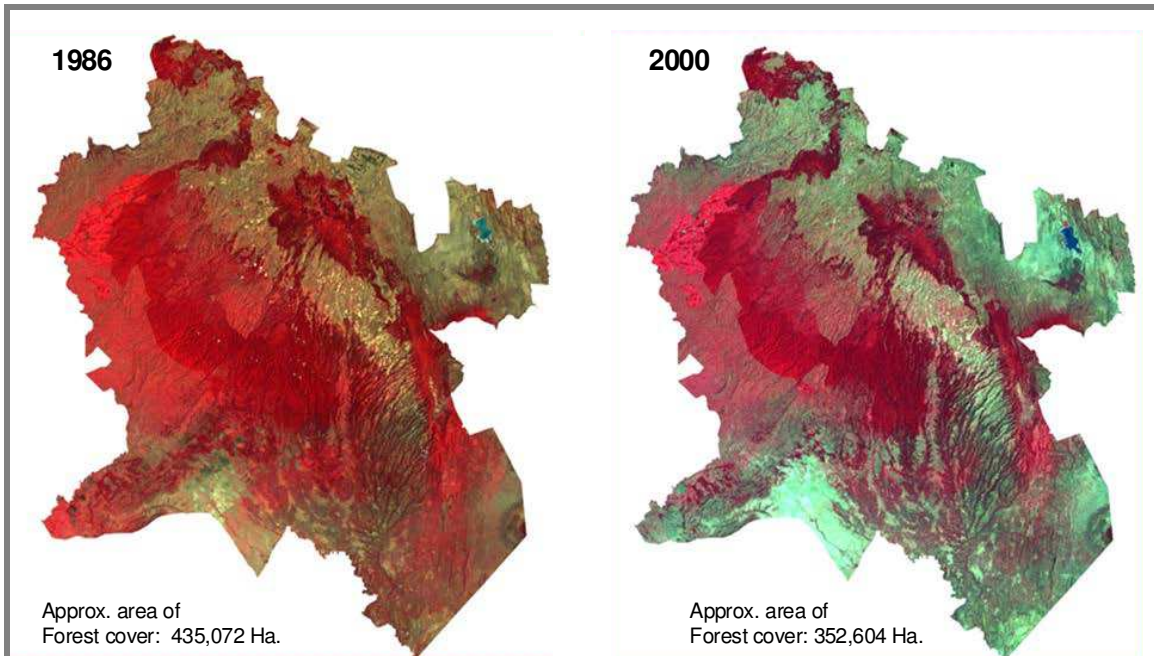 1986
2000
Approx. area of
Forest cover: 435,072 Ha.
Approx. area of
Forest cover: 352,604 Ha.